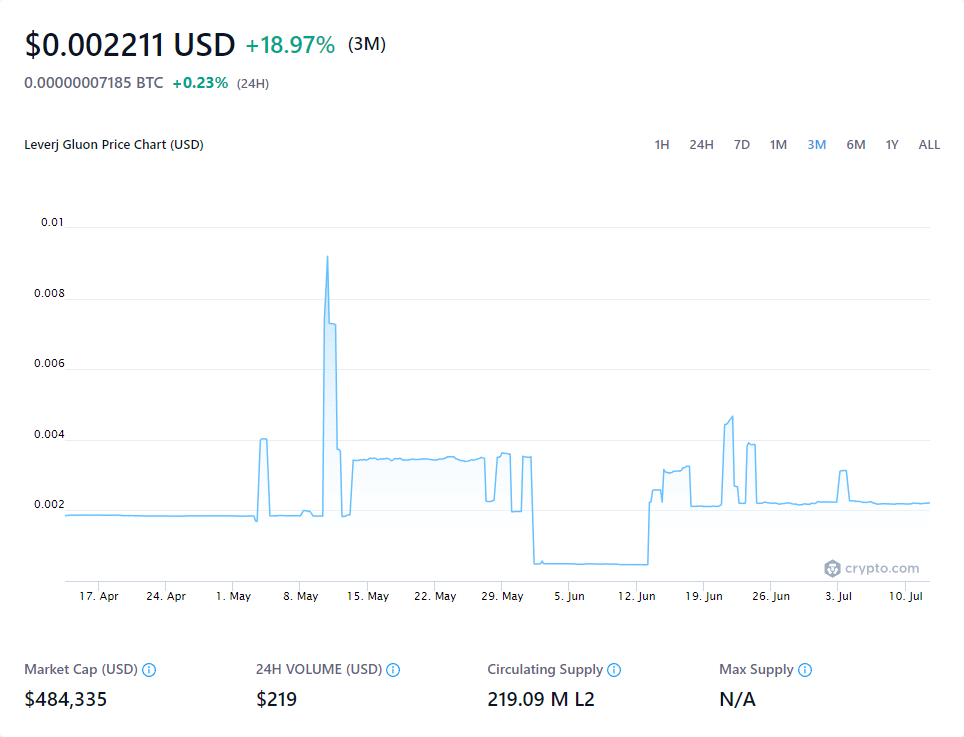 $0.002211 USD +18.97% (3M)
0.00000007185 BTC +0.23% (24H)
Leverj Gluon Price Chart (USD) 1H 24H 7D 1M 3M 6M 1Y ALL
0.01
0.008
0.006
0.004
0.002
crypto.com
17. Apr 24. Apr 1. May 8. May 15. May 22. May 29. May 5. Jun 12. Jun 19. Jun 26. Jun 3. Jul 10. Jul
Market Cap (USD) 24H VOLUME (USD) Circulating Supply Max Supply
$484,335 $219 219.09 M L2 N/A